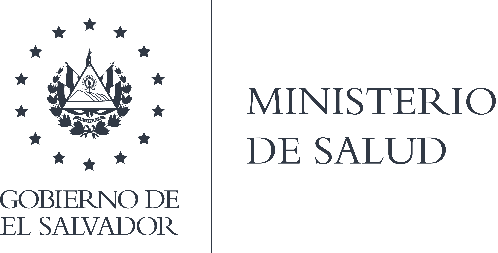 GOBIERNO DE
EL SALVADOR
MINISTERIO
DE SALUD